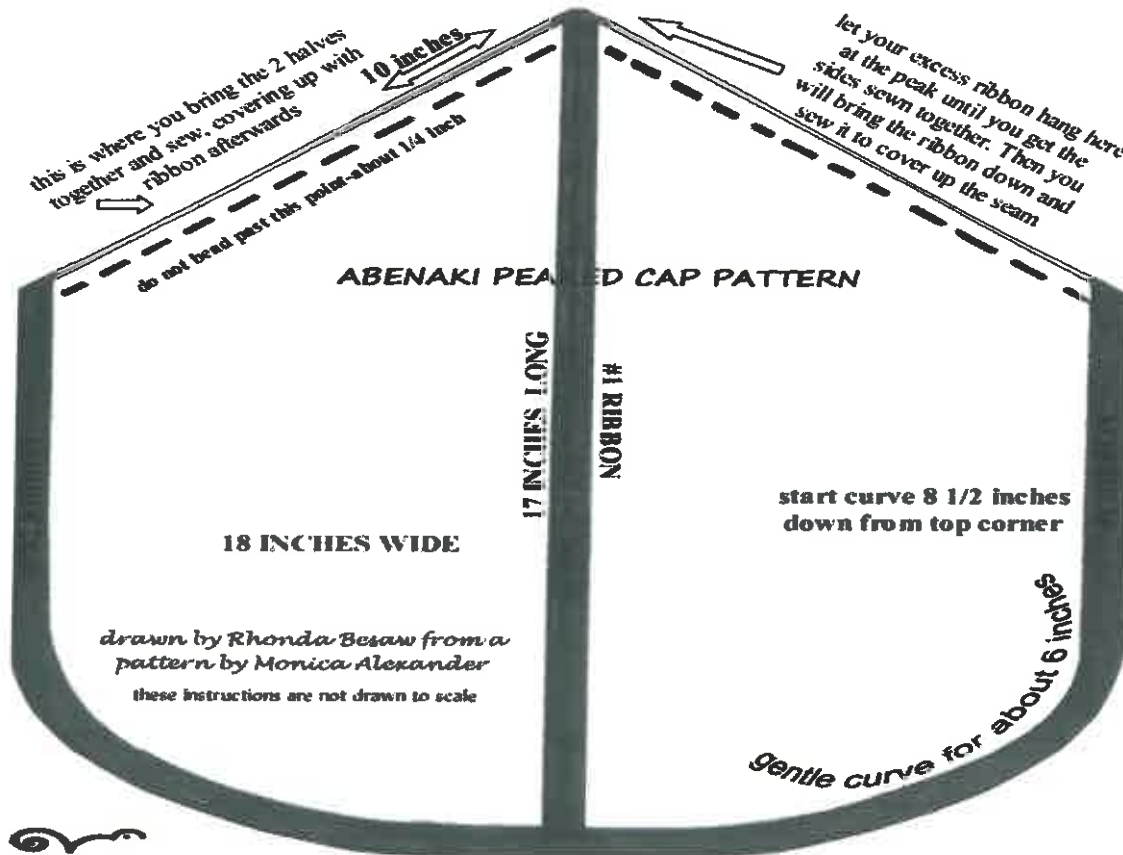 this is where you bring the 2 halves
together and sew, covering up with
ribbon afterwards
10 inches
do not bead past this point-about 1/4 inch
let your excess ribbon hang here
at the peak until you get the
sides sewn together. Then you
will bring the ribbon down and
sew it to cover up the seam
ABENAKI PEAKED CAP PATTERN
17 INCHES LONG
#1 RIBBON
18 INCHES WIDE
start curve 8 1/2 inches
down from top corner
gentle curve for about 6 inches
drawn by Rhonda Besaw from a
pattern by Monica Alexander
these instructions are not drawn to scale